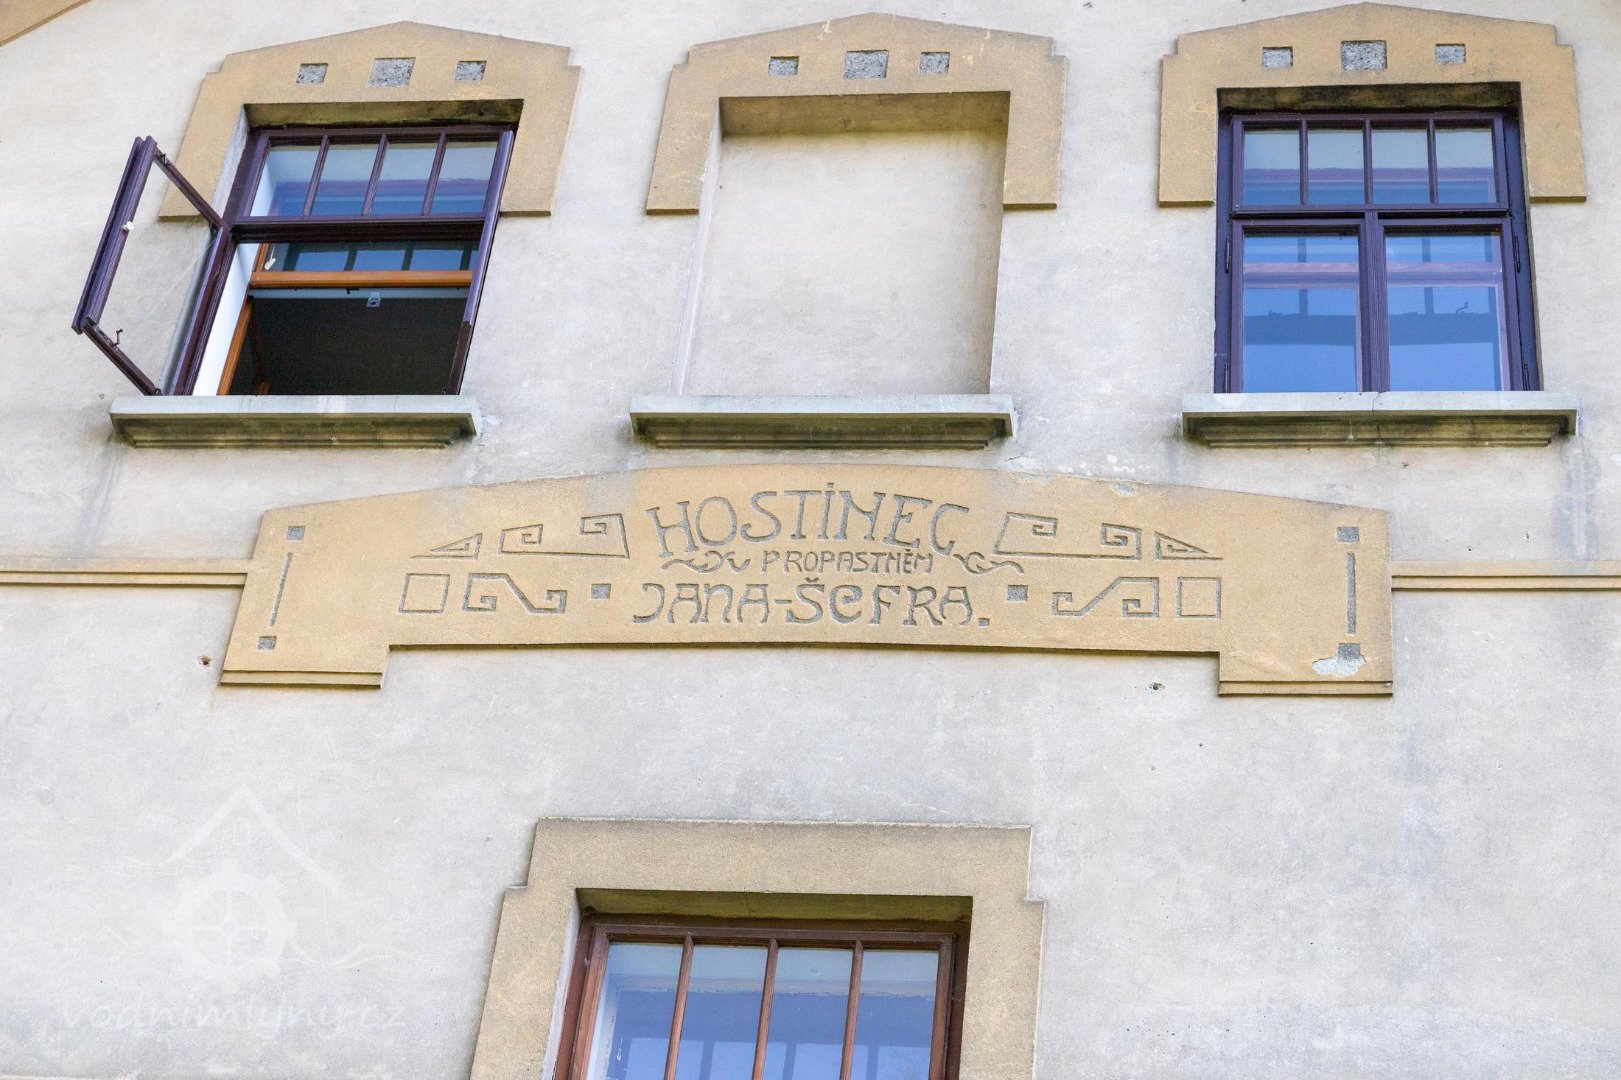 HOSTINEC
V PROPASTNÉM
JANA-ŠEFRA.
vodnimlyny.cz